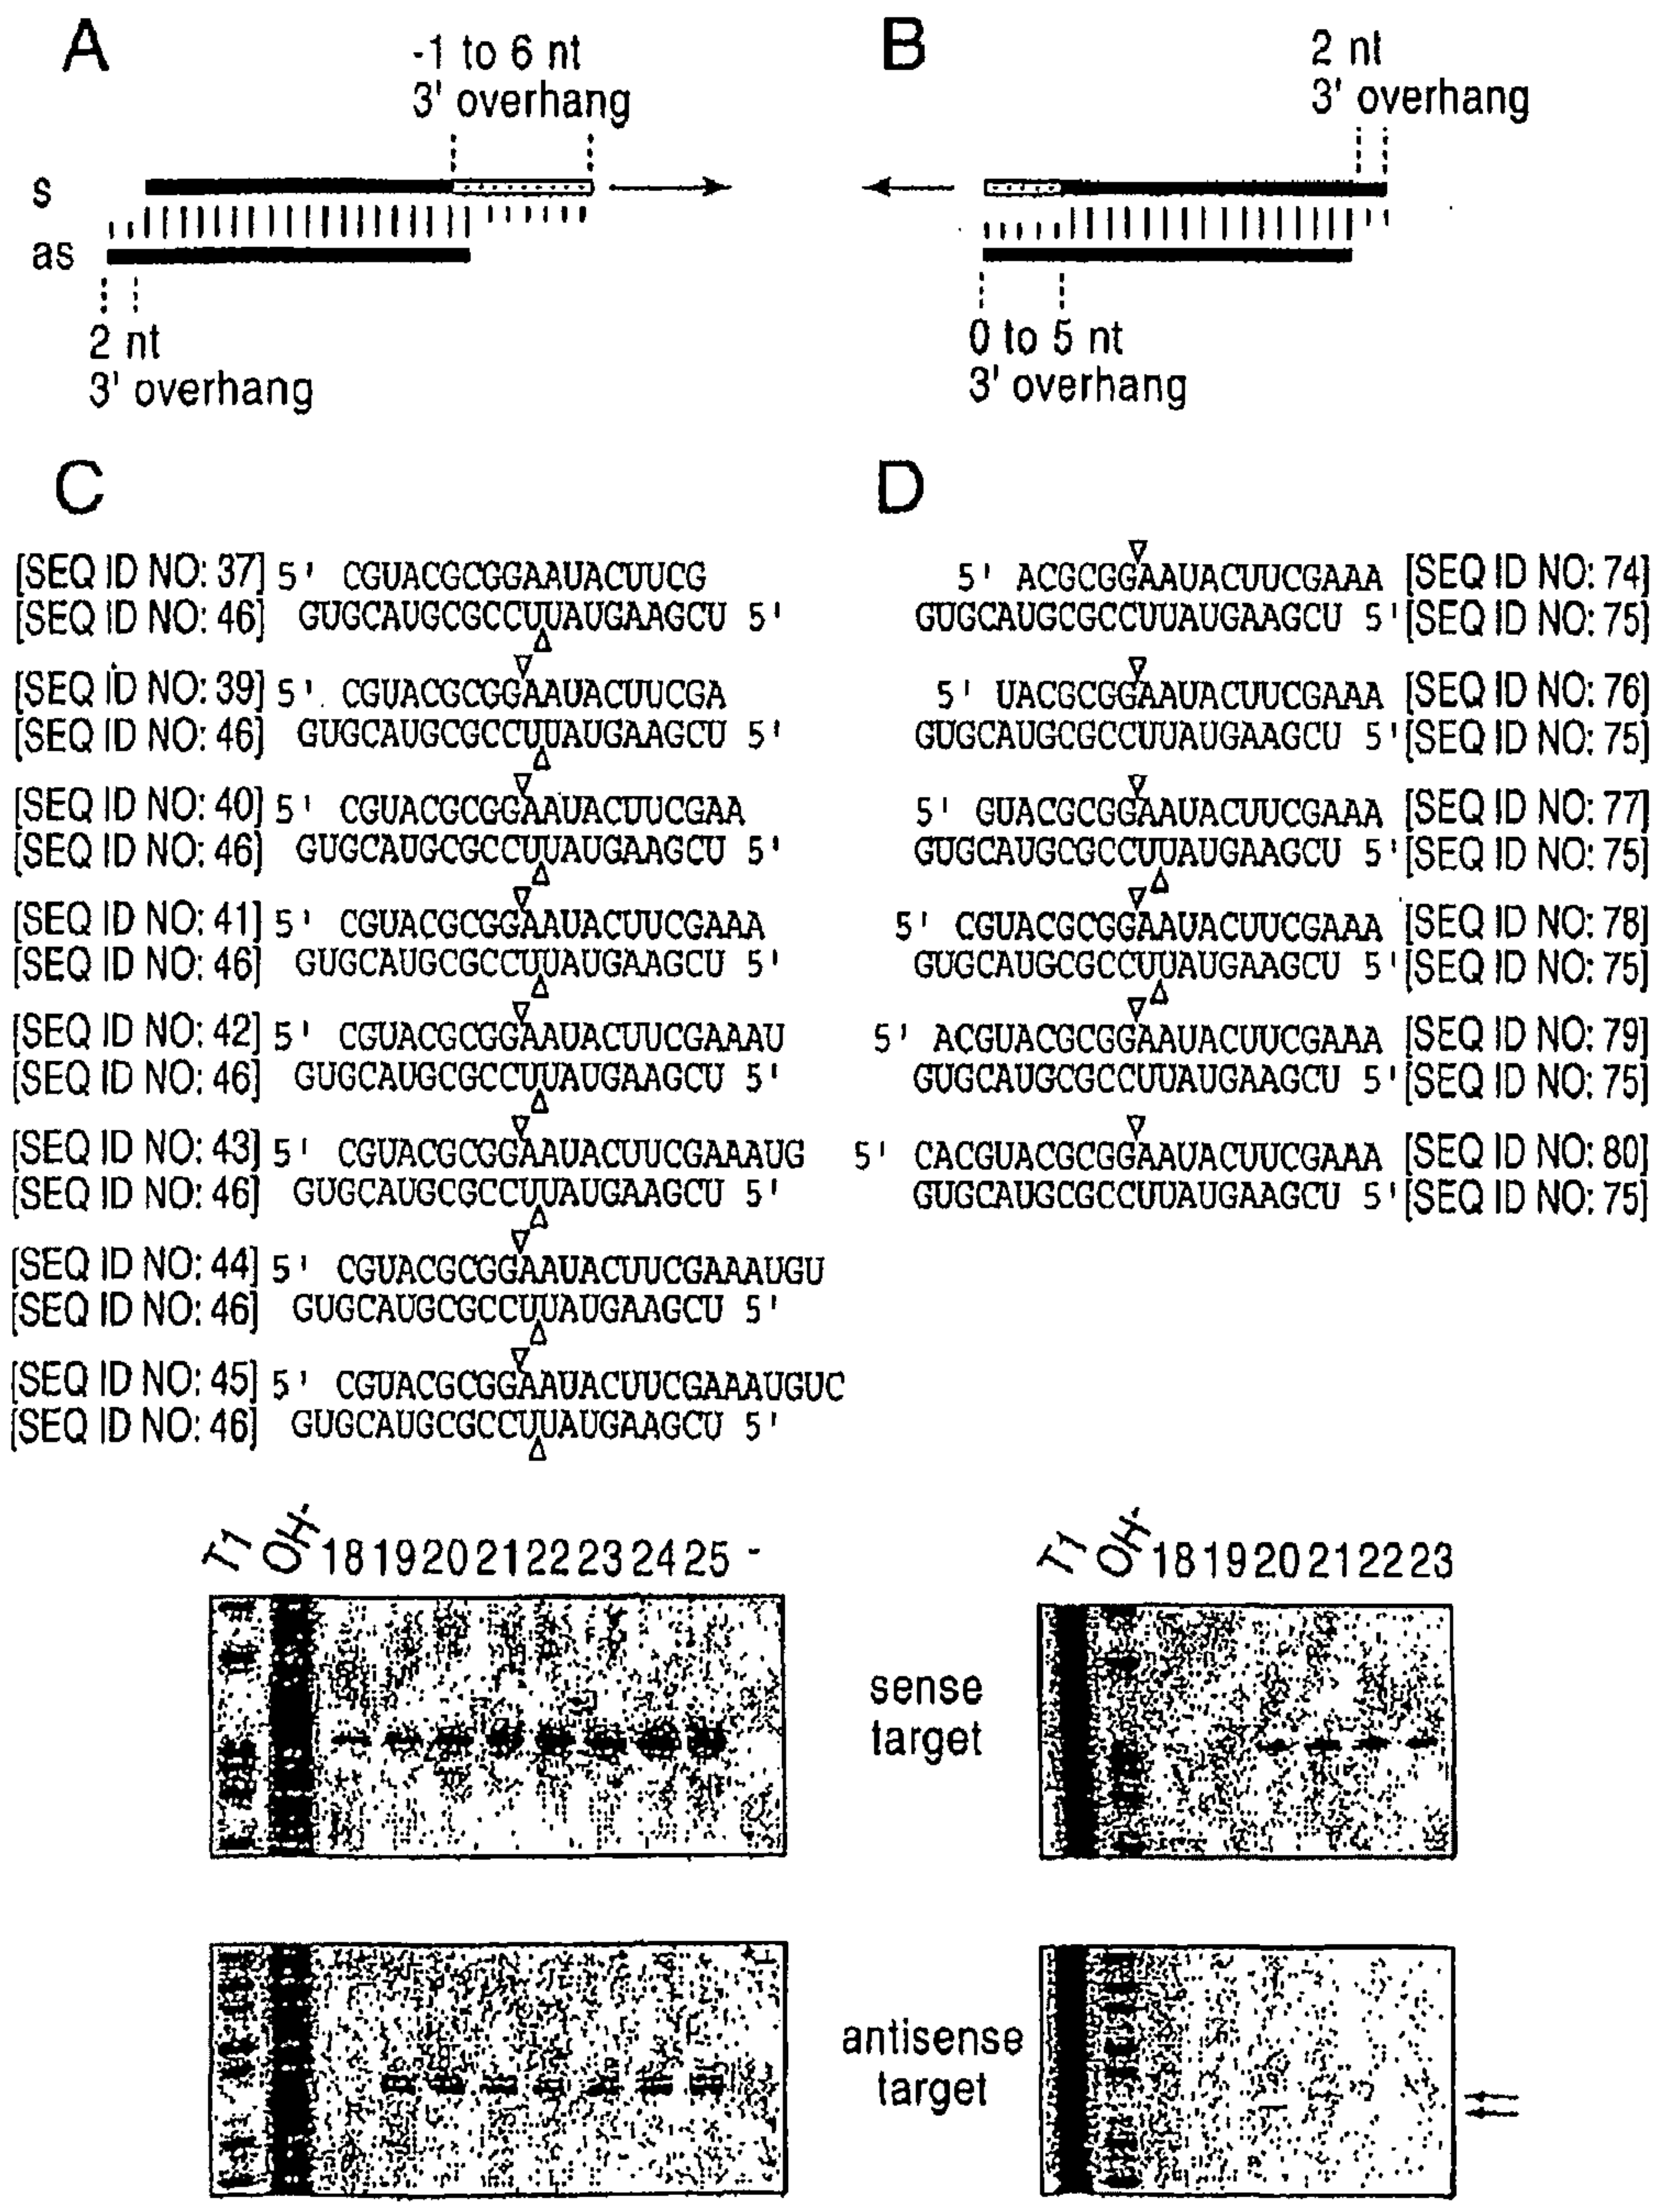 A
-1 to 6 nt
3' overhang
s
as
2 nt
3' overhang
B
2 nt
3' overhang
0 to 5 nt
3' overhang
C
[SEQ ID NO: 37] 5' CGUACGCGGAAUACUUCG
[SEQ ID NO: 46] GUGCAUGCGCCUUAUGAAGCU 5'
[SEQ ID NO: 39] 5' CGUACGCGGAAUACUUCGA
[SEQ ID NO: 46] GUGCAUGCGCCUUAUGAAGCU 5'
[SEQ ID NO: 40] 5' CGUACGCGGAAUACUUCGAA
[SEQ ID NO: 46] GUGCAUGCGCCUUAUGAAGCU 5'
[SEQ ID NO: 41] 5' CGUACGCGGAAUACUUCGAAA
[SEQ ID NO: 46] GUGCAUGCGCCUUAUGAAGCU 5'
[SEQ ID NO: 42] 5' CGUACGCGGAAUACUUCGAAAU
[SEQ ID NO: 46] GUGCAUGCGCCUUAUGAAGCU 5'
[SEQ ID NO: 43] 5' CGUACGCGGAAUACUUCGAAAUG
[SEQ ID NO: 46] GUGCAUGCGCCUUAUGAAGCU 5'
[SEQ ID NO: 44] 5' CGUACGCGGAAUACUUCGAAAUGU
[SEQ ID NO: 46] GUGCAUGCGCCUUAUGAAGCU 5'
[SEQ ID NO: 45] 5' CGUACGCGGAAUACUUCGAAAUGUC
[SEQ ID NO: 46] GUGCAUGCGCCUUAUGAAGCU 5'
D
5' ACGCGGAAUACUUCGAAA [SEQ ID NO: 74]
GUGCAUGCGCCUUAUGAAGCU 5' [SEQ ID NO: 75]
5' UACGCGGAAUACUUCGAAA [SEQ ID NO: 76]
GUGCAUGCGCCUUAUGAAGCU 5' [SEQ ID NO: 75]
5' GUACGCGGAAUACUUCGAAA [SEQ ID NO: 77]
GUGCAUGCGCCUUAUGAAGCU 5' [SEQ ID NO: 75]
5' CGUACGCGGAAUACUUCGAAA [SEQ ID NO: 78]
GUGCAUGCGCCUUAUGAAGCU 5' [SEQ ID NO: 75]
5' ACGUACGCGGAAUACUUCGAAA [SEQ ID NO: 79]
GUGCAUGCGCCUUAUGAAGCU 5' [SEQ ID NO: 75]
5' CACGUACGCGGAAUACUUCGAAA [SEQ ID NO: 80]
GUGCAUGCGCCUUAUGAAGCU 5' [SEQ ID NO: 75]
T1 OH- 18 19 20 21 22 23 24 25 -
T1 OH- 18 19 20 21 22 23
sense
target
antisense
target